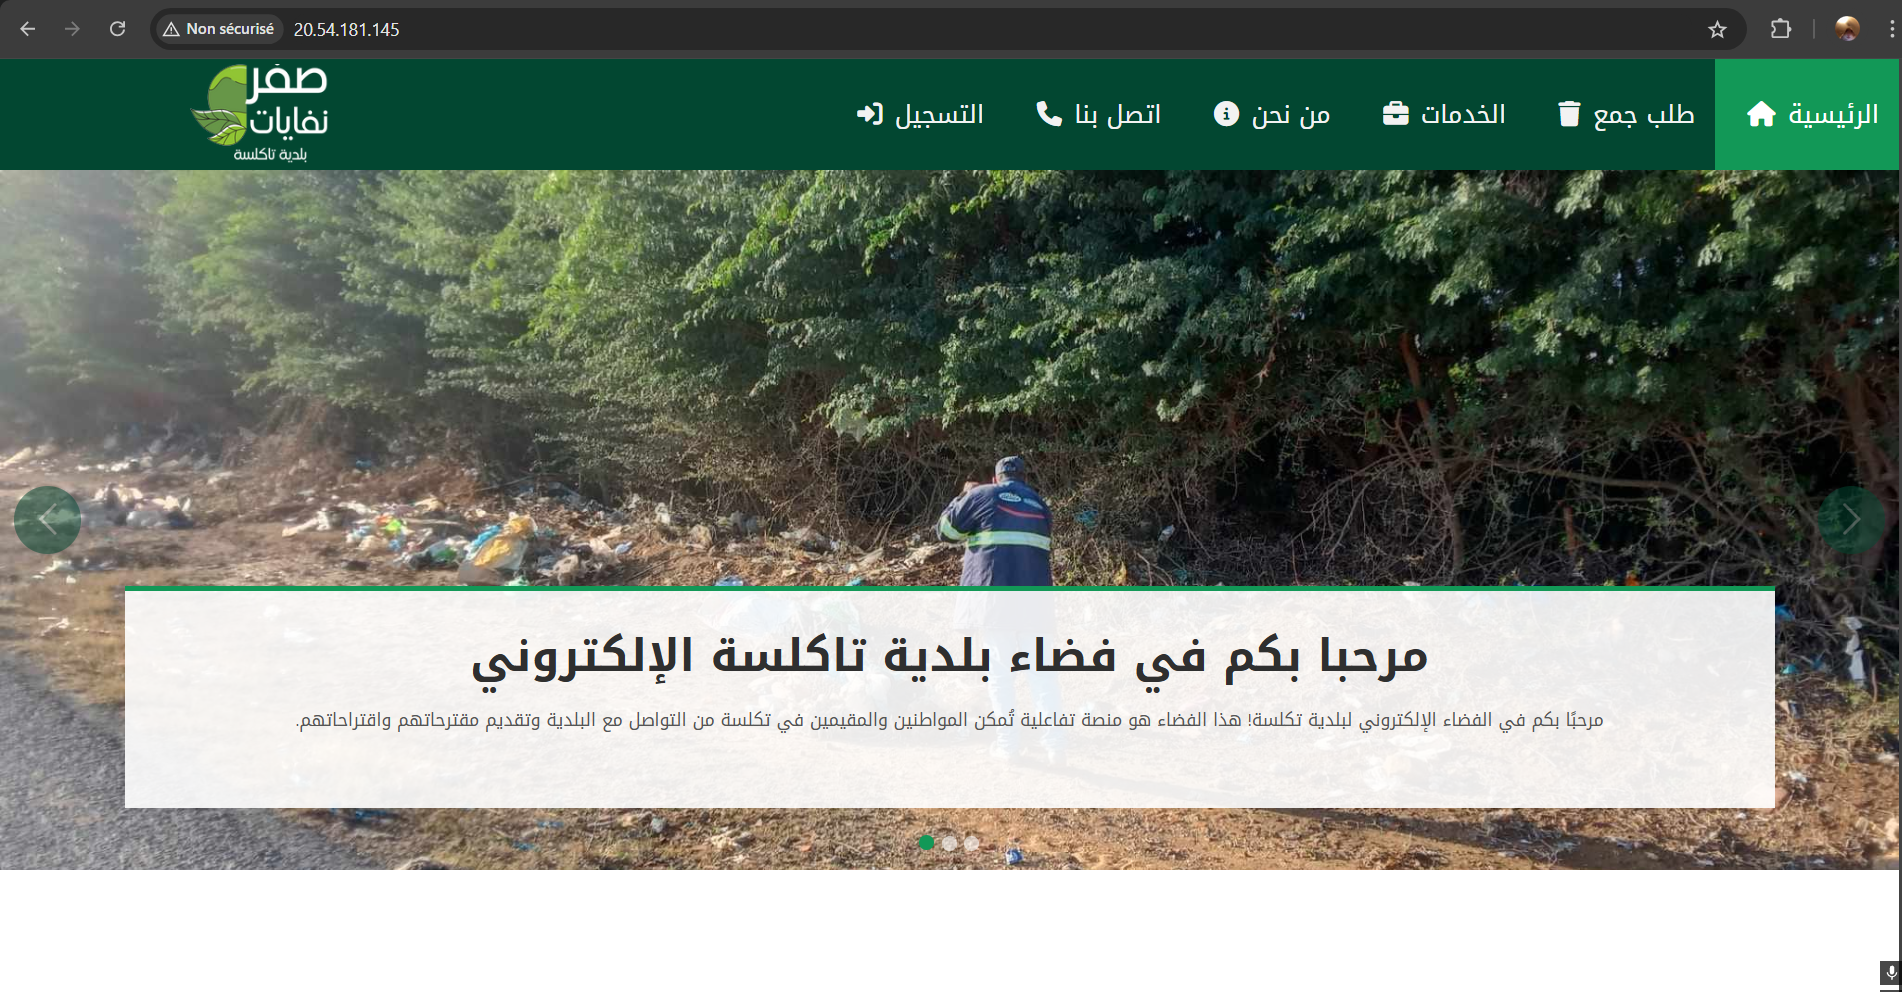 Non sécurisé 20.54.181.145
الرئيسية
طلب جمع
الخدمات
من نحن
اتصل بنا
التسجيل
صفر
نفايات
بلدية تاكلسة
مرحبا بكم في فضاء بلدية تاكلسة الإلكتروني
مرحبًا بكم في الفضاء الإلكتروني لبلدية تكلسة! هذا الفضاء هو منصة تفاعلية تُمكن المواطنين والمقيمين في تكلسة من التواصل مع البلدية وتقديم مقترحاتهم واقتراحاتهم.